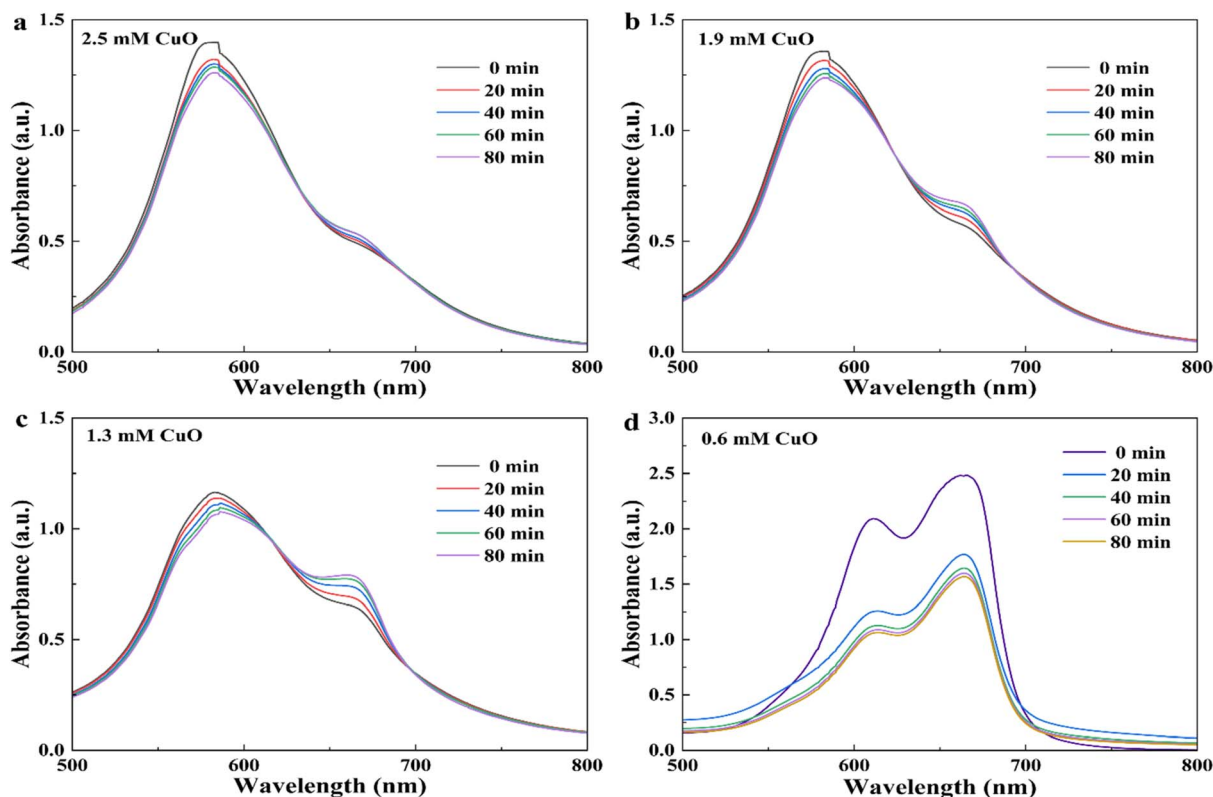 a
2.5 mM CuO
0 min
20 min
40 min
60 min
80 min
1.5
1.0
0.5
0.0
500
600
700
800
Absorbance (a.u.)
Wavelength (nm)
b
1.9 mM CuO
0 min
20 min
40 min
60 min
80 min
1.5
1.0
0.5
0.0
500
600
700
800
Absorbance (a.u.)
Wavelength (nm)
c
1.3 mM CuO
0 min
20 min
40 min
60 min
80 min
1.5
1.0
0.5
0.0
500
600
700
800
Absorbance (a.u.)
Wavelength (nm)
d
0.6 mM CuO
0 min
20 min
40 min
60 min
80 min
3.0
2.5
2.0
1.5
1.0
0.5
0.0
500
600
700
800
Absorbance (a.u.)
Wavelength (nm)